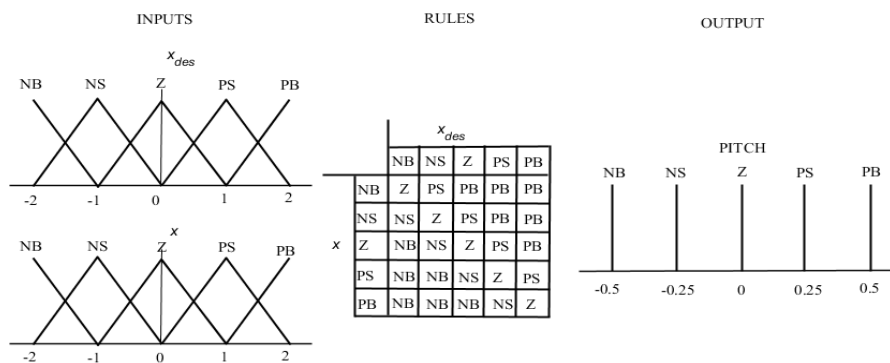 INPUTS
x_des
NB NS Z PS PB
-2 -1 0 1 2
x
NB NS Z PS PB
-2 -1 0 1 2
RULES
x_des
NB NS Z PS PB
NB Z PS PB PB PB
NS NS Z PS PB PB
x Z NB NS Z PS PB
PS NB NB NS Z PS
PB NB NB NB NS Z
OUTPUT
PITCH
NB NS Z PS PB
-0.5 -0.25 0 0.25 0.5